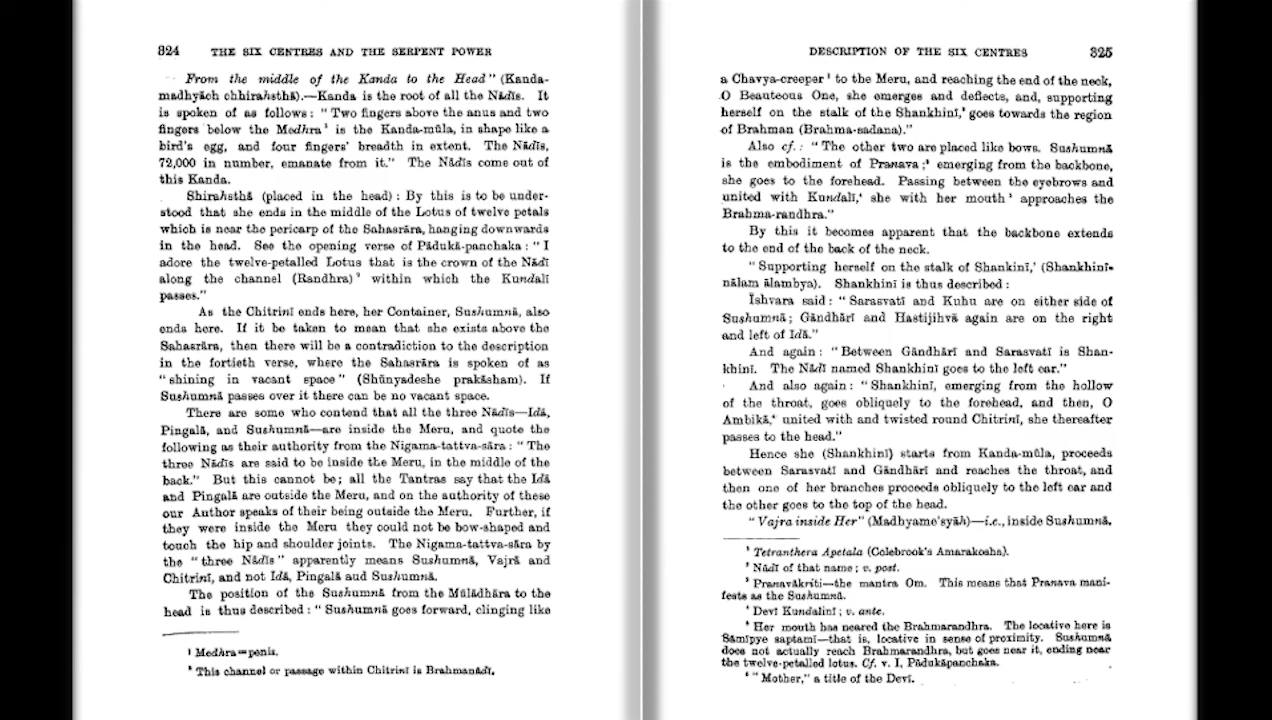 324 THE SIX CENTRES AND THE SERPENT POWER
From the middle of the Kanda to the Head" (Kanda-
madhyāch chhirahsthā).—Kanda is the root of all the Nādīs. It
is spoken of as follows: "Two fingers above the anus and two
fingers below the Medhra¹ is the Kanda-mūla, in shape like a
bird's egg, and four fingers' breadth in extent. The Nādīs,
72,000 in number, emanate from it." The Nādīs come out of
this Kanda.
Shirahsthā (placed in the head): By this is to be under-
stood that she ends in the middle of the Lotus of twelve petals
which is near the pericarp of the Sahasrāra, hanging downwards
in the head. See the opening verse of Pādukā-panchaka: "I
adore the twelve-petalled Lotus that is the crown of the Nādī
along the channel (Randhra)² within which the Kundalī
passes."
As the Chitrinī ends here, her Container, Sushumnā, also
ends here. If it be taken to mean that she exists above the
Sahasrāra, then there will be a contradiction to the description
in the fortieth verse, where the Sahasrāra is spoken of as
"shining in vacant space" (Shūnyadeshe prakāsham). If
Sushumnā passes over it there can be no vacant space.
There are some who contend that all the three Nādīs—Idā,
Pingalā, and Sushumnā—are inside the Meru, and quote the
following as their authority from the Nigama-tattva-sāra: "The
three Nādīs are said to be inside the Meru, in the middle of the
back." But this cannot be; all the Tantras say that the Idā
and Pingalā are outside the Meru, and on the authority of these
our Author speaks of their being outside the Meru. Further, if
they were inside the Meru they could not be bow-shaped and
touch the hip and shoulder joints. The Nigama-tattva-sāra by
the "three Nādīs" apparently means Sushumnā, Vajrā and
Chitrinī, and not Idā, Pingalā aud Sushumnā.
The position of the Sushumnā from the Mūlādhāra to the
head is thus described: "Sushumnā goes forward, clinging like
¹ Medhra=penis.
² This channel or passage within Chitrinī is Brahmanādī.
DESCRIPTION OF THE SIX CENTRES 325
a Chavya-creeper¹ to the Meru, and reaching the end of the neck,
O Beauteous One, she emerges and deflects, and, supporting
herself on the stalk of the Shankhinī,² goes towards the region
of Brahman (Brahma-sadana)."
Also cf.: "The other two are placed like bows. Sushumnā
is the embodiment of Pranava;³ emerging from the backbone,
she goes to the forehead. Passing between the eyebrows and
united with Kundalī,⁴ she with her mouth⁵ approaches the
Brahma-randhra."
By this it becomes apparent that the backbone extends
to the end of the back of the neck.
"Supporting herself on the stalk of Shankinī,' (Shankhinī-
nālam ālambya). Shankhinī is thus described:
Īshvara said: "Sarasvatī and Kuhu are on either side of
Sushumnā; Gāndhārī and Hastijihvā again are on the right
and left of Idā."
And again: "Between Gāndhārī and Sarasvatī is Shan-
khinī. The Nādī named Shankhinī goes to the left ear."
And also again: "Shankhinī, emerging from the hollow
of the throat, goes obliquely to the forehead, and then, O
Ambikā,⁶ united with and twisted round Chitrinī, she thereafter
passes to the head."
Hence she (Shankhinī) starts from Kanda-mūla, proceeds
between Sarasvatī and Gāndhārī and reaches the throat, and
then one of her branches proceeds obliquely to the left ear and
the other goes to the top of the head.
"Vajra inside Her" (Madhyame'syāh)—i.e., inside Sushumnā.
¹ Tetranthera Apetala (Colebrook's Amarakosha).
² Nādī of that name; v. post.
³ Pranavākriti—the mantra Om. This means that Pranava mani-
fests as the Sushumnā.
⁴ Devī Kundalinī; v. ante.
⁵ Her mouth has neared the Brahmarandhra. The locative here is
Sāmīpye saptamī—that is, locative in sense of proximity. Sushumnā
does not actually reach Brahmarandhra, but goes near it, ending near
the twelve-petalled lotus. Cf. v. I, Pādukāpanchaka.
⁶ "Mother," a title of the Devī.